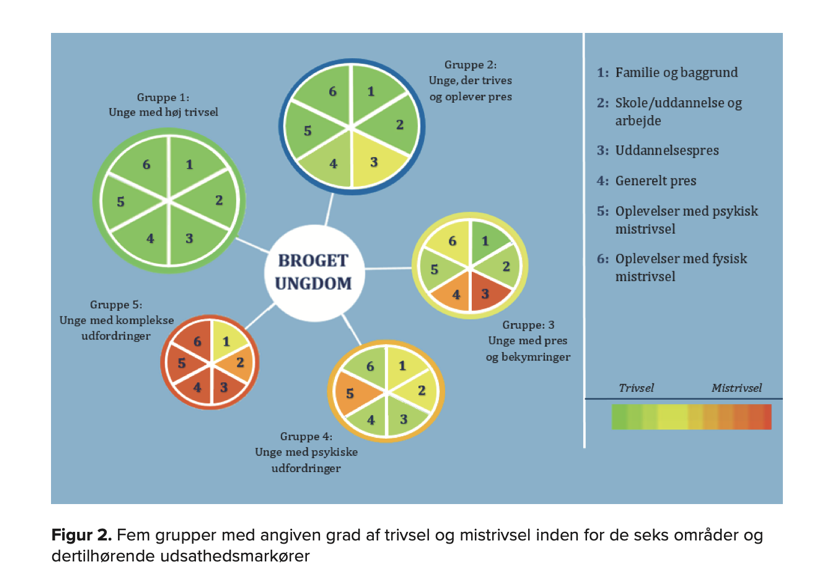 Gruppe 1:
Unge med høj trivsel
6
1
5
2
4
3
Gruppe 2:
Unge, der trives
og oplever pres
6
1
5
2
4
3
BROGET
UNGDOM
6
1
5
2
4
3
Gruppe: 3
Unge med pres
og bekymringer
Gruppe 5:
Unge med komplekse
udfordringer
6
1
5
2
4
3
6
1
5
2
4
3
Gruppe 4:
Unge med psykiske
udfordringer
1: Familie og baggrund
2: Skole/uddannelse og
arbejde
3: Uddannelsespres
4: Generelt pres
5: Oplevelser med psykisk
mistrivsel
6: Oplevelser med fysisk
mistrivsel
Trivsel Mistrivsel
Figur 2. Fem grupper med angiven grad af trivsel og mistrivsel inden for de seks områder og
dertilhørende udsathedsmarkører